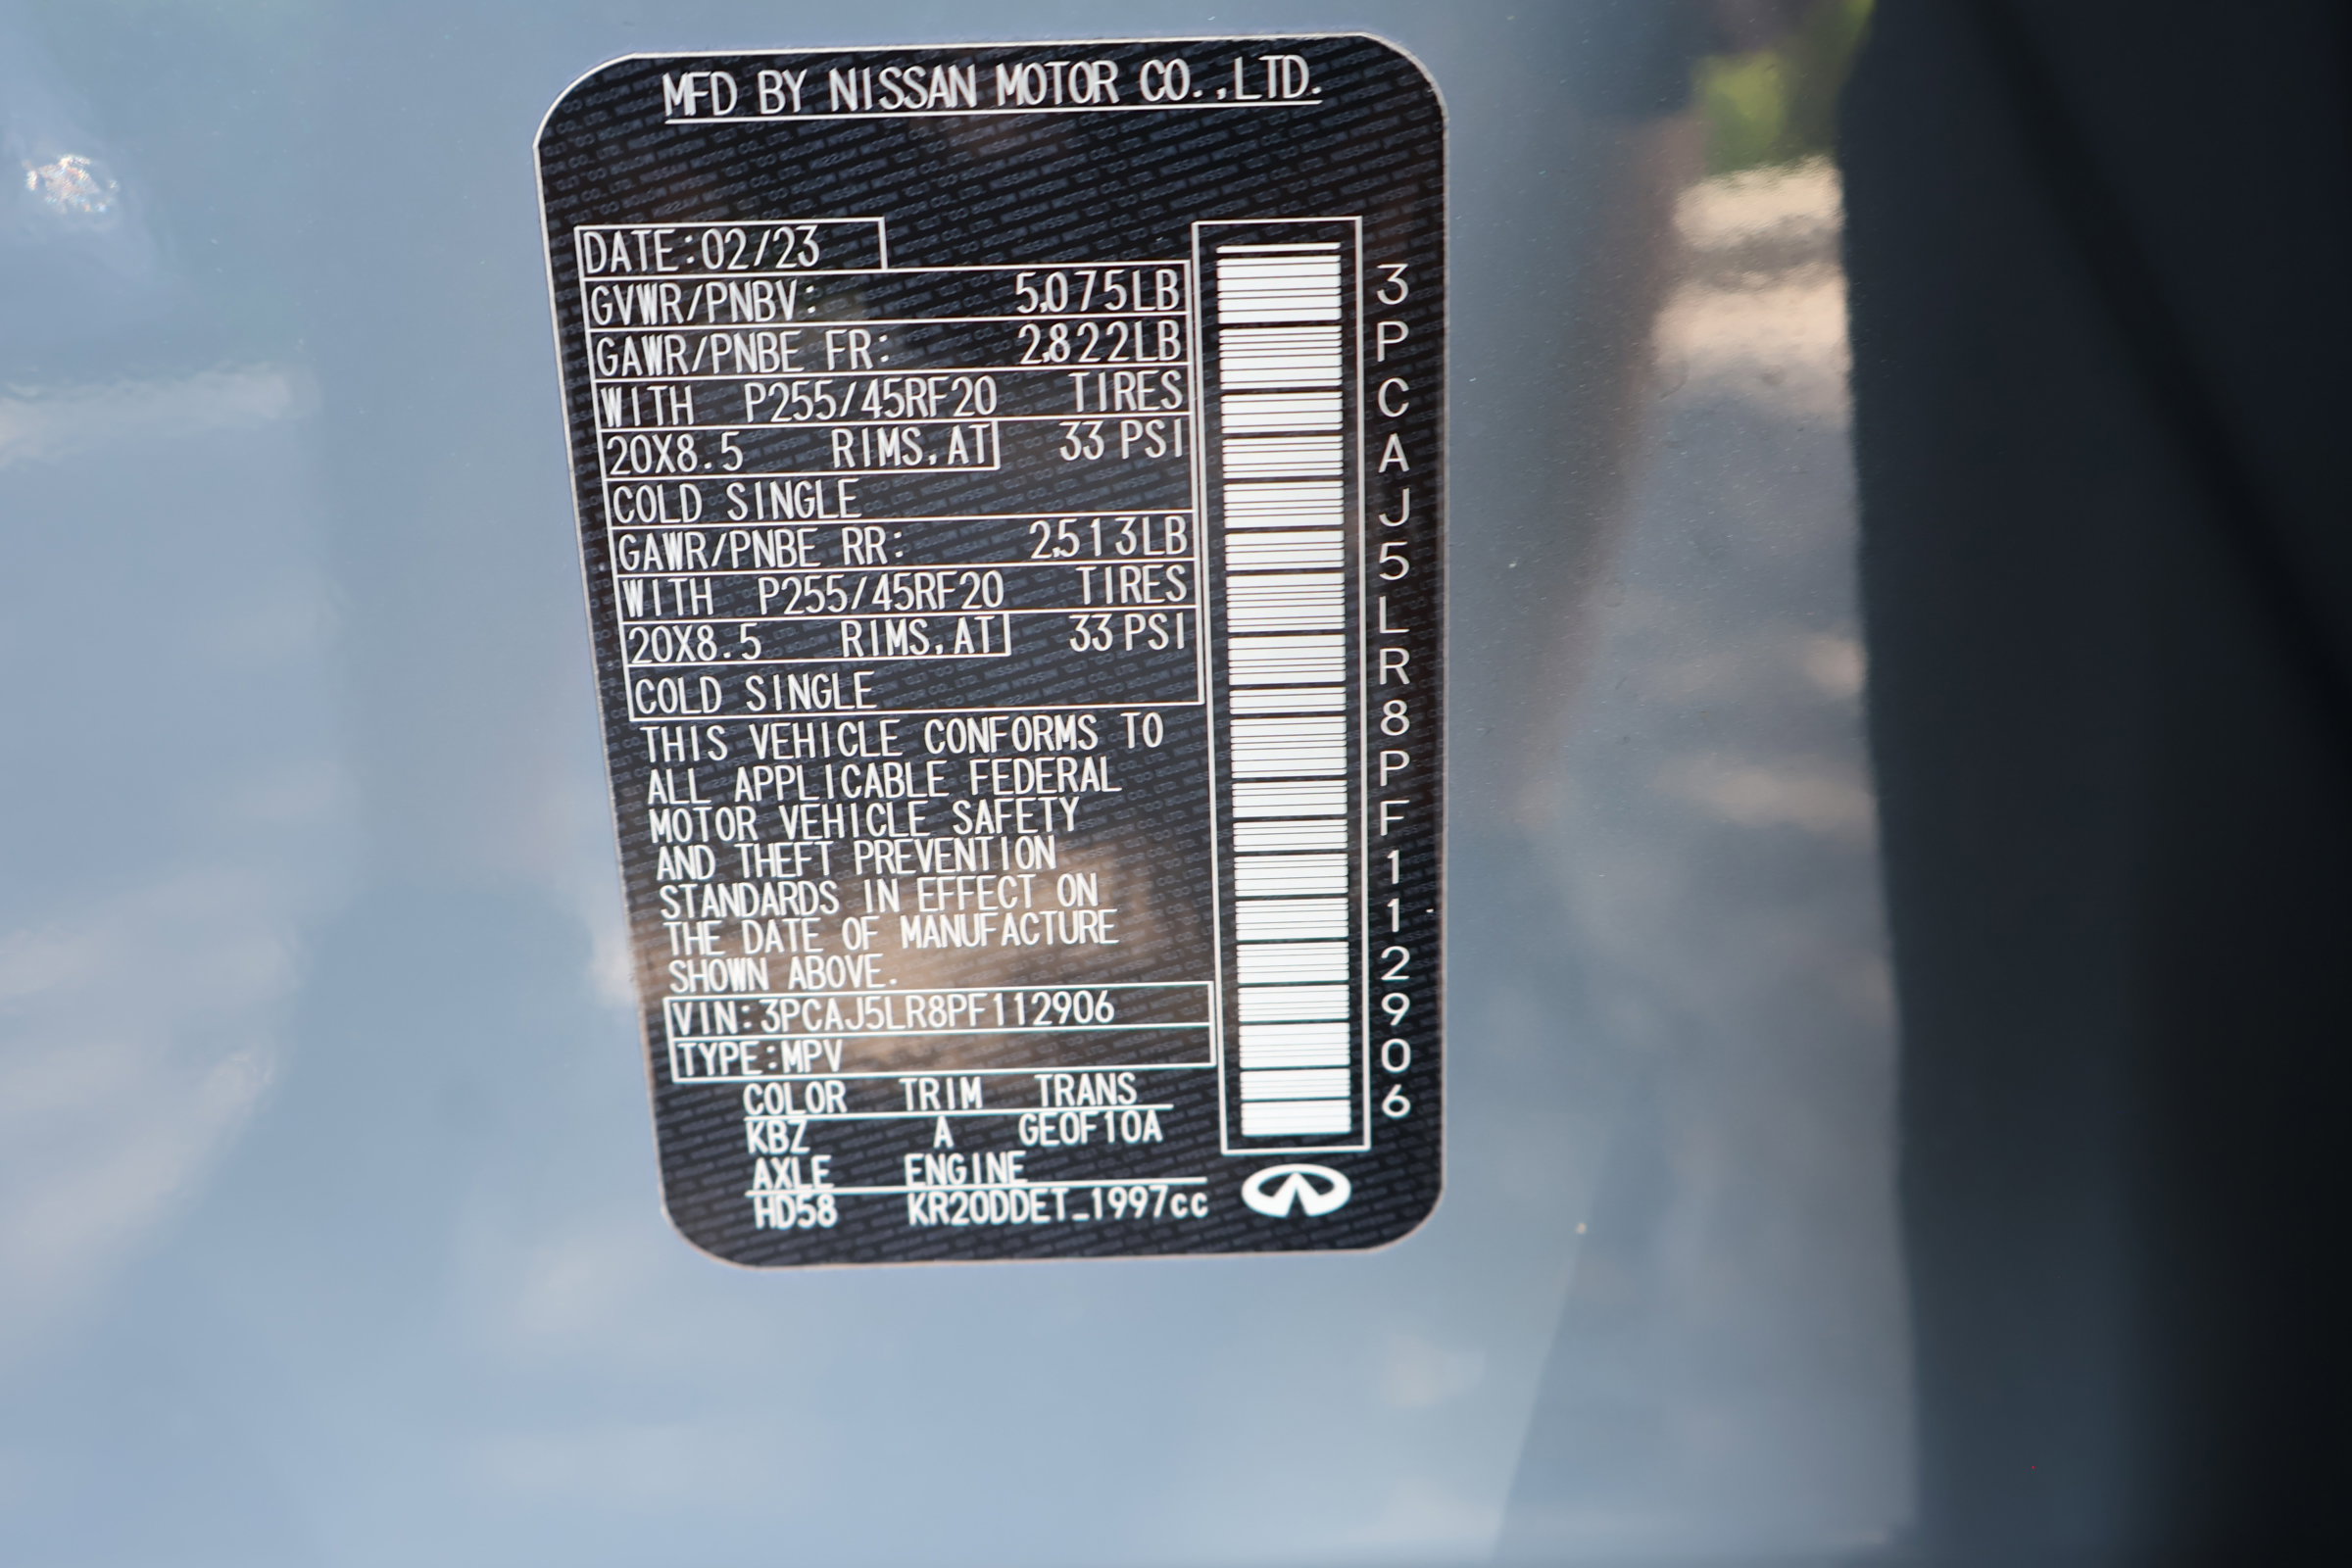 MFD BY NISSAN MOTOR CO.,LTD.
DATE:02/23
GVWR/PNBV: 5,075LB
GAWR/PNBE FR: 2,822LB
WITH P255/45RF20 TIRES
20X8.5 RIMS,AT 33 PSI
COLD SINGLE
GAWR/PNBE RR: 2,513LB
WITH P255/45RF20 TIRES
20X8.5 RIMS,AT 33 PSI
COLD SINGLE
THIS VEHICLE CONFORMS TO
ALL APPLICABLE FEDERAL
MOTOR VEHICLE SAFETY
AND THEFT PREVENTION
STANDARDS IN EFFECT ON
THE DATE OF MANUFACTURE
SHOWN ABOVE.
VIN:3PCAJ5LR8PF112906
TYPE:MPV
COLOR TRIM TRANS
KBZ A GE0F10A
AXLE ENGINE
HD58 KR20DDET_1997cc
3PCAJ5LR8PF112906